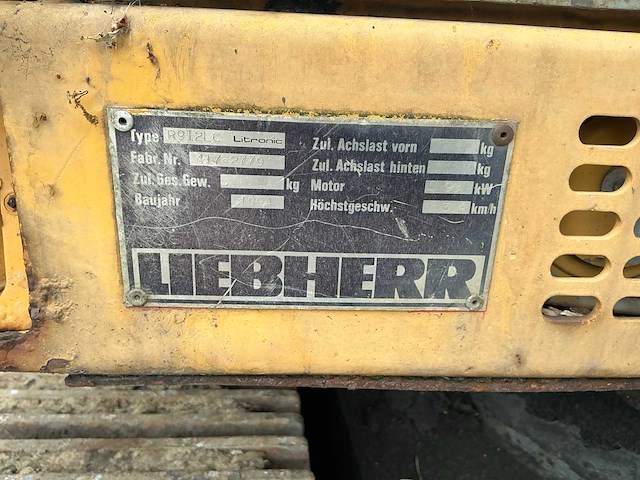 Type R912LC Litronic
Fabr. Nr.
Zul. Ges. Gew. kg
Baujahr
Zul. Achslast vorn kg
Zul. Achslast hinten kg
Motor kW
Höchstgeschw. km/h
LIEBHERR